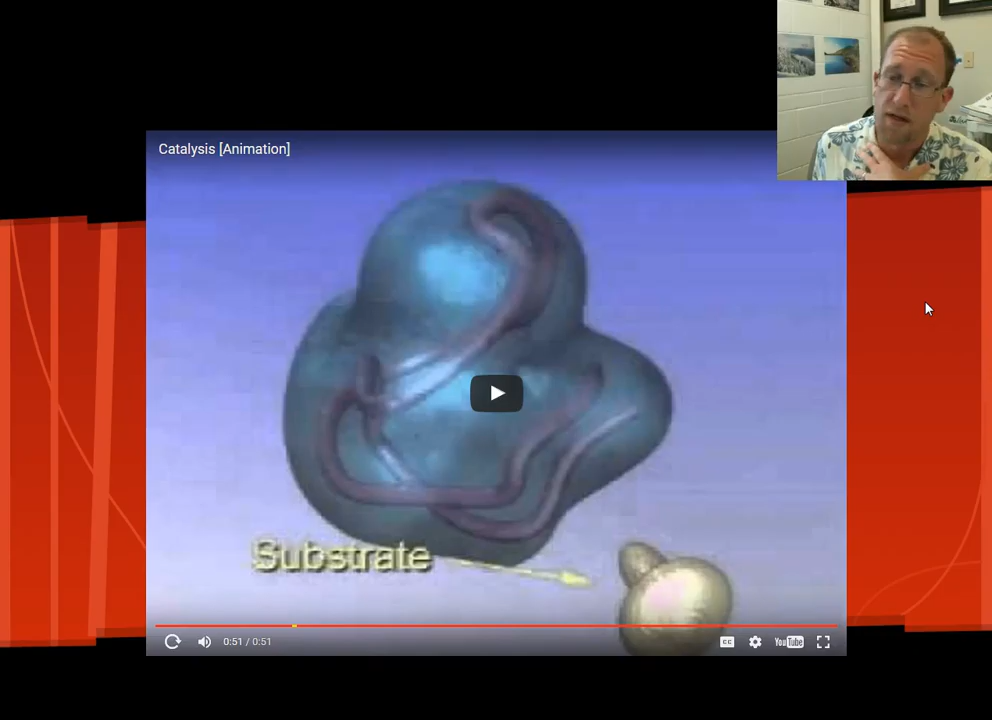 Catalysis [Animation]
Substrate
0:51 / 0:51
CC
YouTube